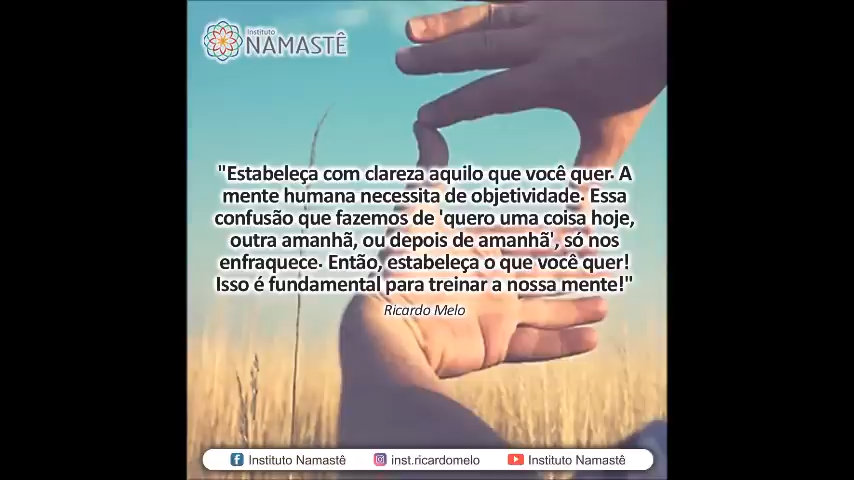 Instituto
NAMASTÊ
"Estabeleça com clareza aquilo que você quer. A
mente humana necessita de objetividade. Essa
confusão que fazemos de 'quero uma coisa hoje,
outra amanhã, ou depois de amanhã', só nos
enfraquece. Então, estabeleça o que você quer!
Isso é fundamental para treinar a nossa mente!"
Ricardo Melo
Instituto Namastê inst.ricardomelo Instituto Namastê